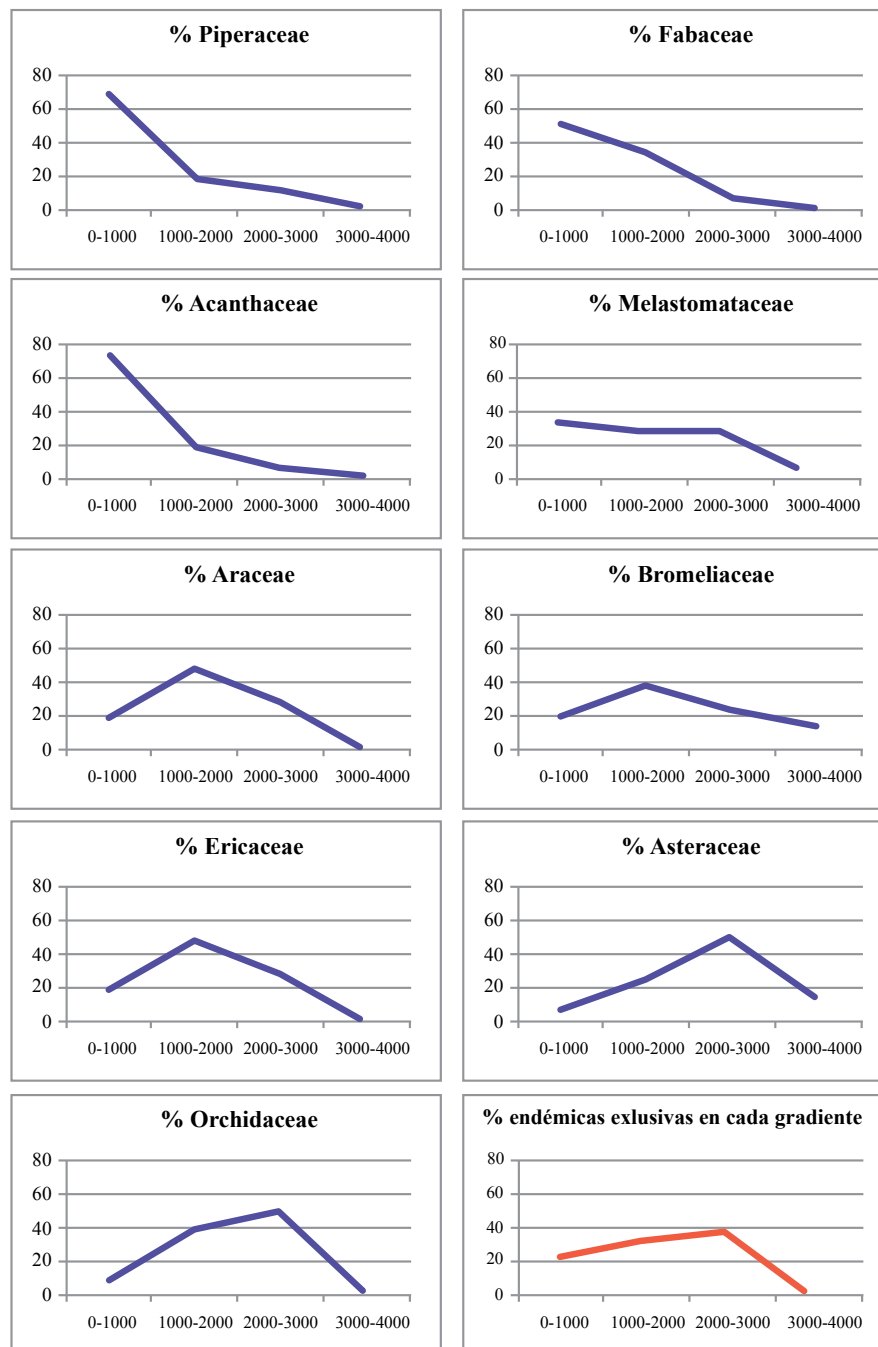 % Piperaceae
80
60
40
20
0
0-1000 1000-2000 2000-3000 3000-4000
% Fabaceae
80
60
40
20
0
0-1000 1000-2000 2000-3000 3000-4000
% Acanthaceae
80
60
40
20
0
0-1000 1000-2000 2000-3000 3000-4000
% Melastomataceae
80
60
40
20
0
0-1000 1000-2000 2000-3000 3000-4000
% Araceae
80
60
40
20
0
0-1000 1000-2000 2000-3000 3000-4000
% Bromeliaceae
80
60
40
20
0
0-1000 1000-2000 2000-3000 3000-4000
% Ericaceae
80
60
40
20
0
0-1000 1000-2000 2000-3000 3000-4000
% Asteraceae
80
60
40
20
0
0-1000 1000-2000 2000-3000 3000-4000
% Orchidaceae
80
60
40
20
0
0-1000 1000-2000 2000-3000 3000-4000
% endémicas exlusivas en cada gradiente
80
60
40
20
0
0-1000 1000-2000 2000-3000 3000-4000